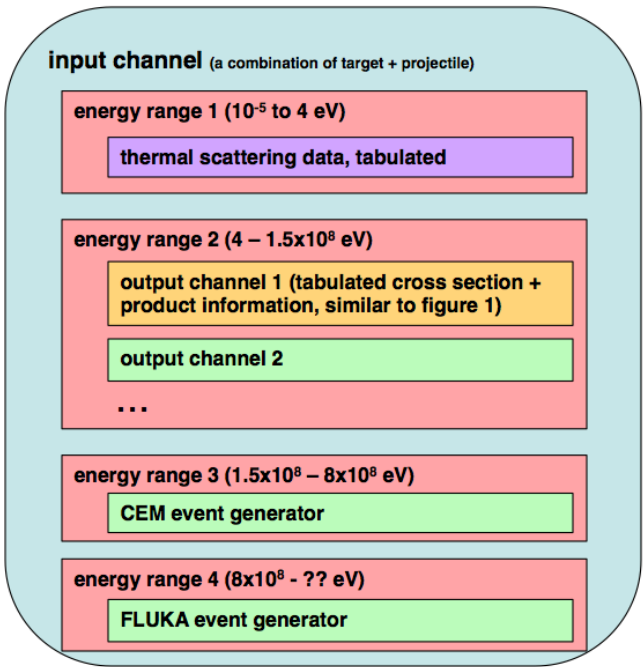 input channel (a combination of target + projectile)
energy range 1 (10⁻⁵ to 4 eV)
thermal scattering data, tabulated
energy range 2 (4 – 1.5x10⁸ eV)
output channel 1 (tabulated cross section +
product information, similar to figure 1)
output channel 2
...
energy range 3 (1.5x10⁸ – 8x10⁸ eV)
CEM event generator
energy range 4 (8x10⁸ - ?? eV)
FLUKA event generator